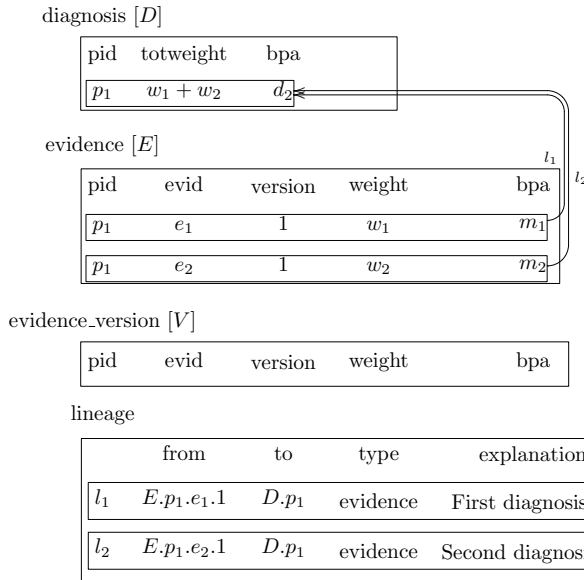 diagnosis [D]
pid totweight bpa
p₁ w₁ + w₂ d₂
evidence [E]
l₁
l₂
pid evid version weight bpa
p₁ e₁ 1 w₁ m₁
p₁ e₂ 1 w₂ m₂
evidence_version [V]
pid evid version weight bpa
lineage
from to type explanation
l₁ E.p₁.e₁.1 D.p₁ evidence First diagnosis
l₂ E.p₁.e₂.1 D.p₁ evidence Second diagnosi